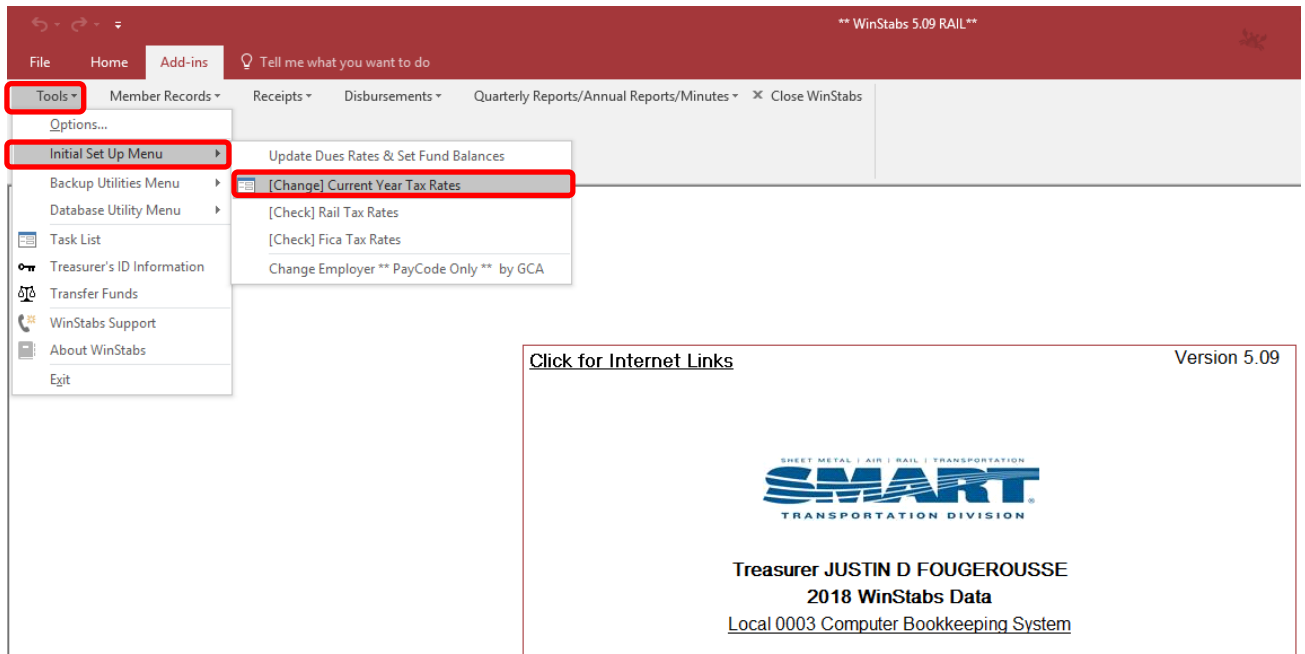 ** WinStabs 5.09 RAIL**
File Home Add-ins Tell me what you want to do
Tools Member Records Receipts Disbursements Quarterly Reports/Annual Reports/Minutes Close WinStabs
Options...
Initial Set Up Menu
Backup Utilities Menu
Database Utility Menu
Task List
Treasurer's ID Information
Transfer Funds
WinStabs Support
About WinStabs
Exit
Update Dues Rates & Set Fund Balances
[Change] Current Year Tax Rates
[Check] Rail Tax Rates
[Check] Fica Tax Rates
Change Employer ** PayCode Only ** by GCA
Click for Internet Links
Version 5.09
SHEET METAL | AIR | RAIL | TRANSPORTATION
SMART
TRANSPORTATION DIVISION
Treasurer JUSTIN D FOUGEROUSSE
2018 WinStabs Data
Local 0003 Computer Bookkeeping System